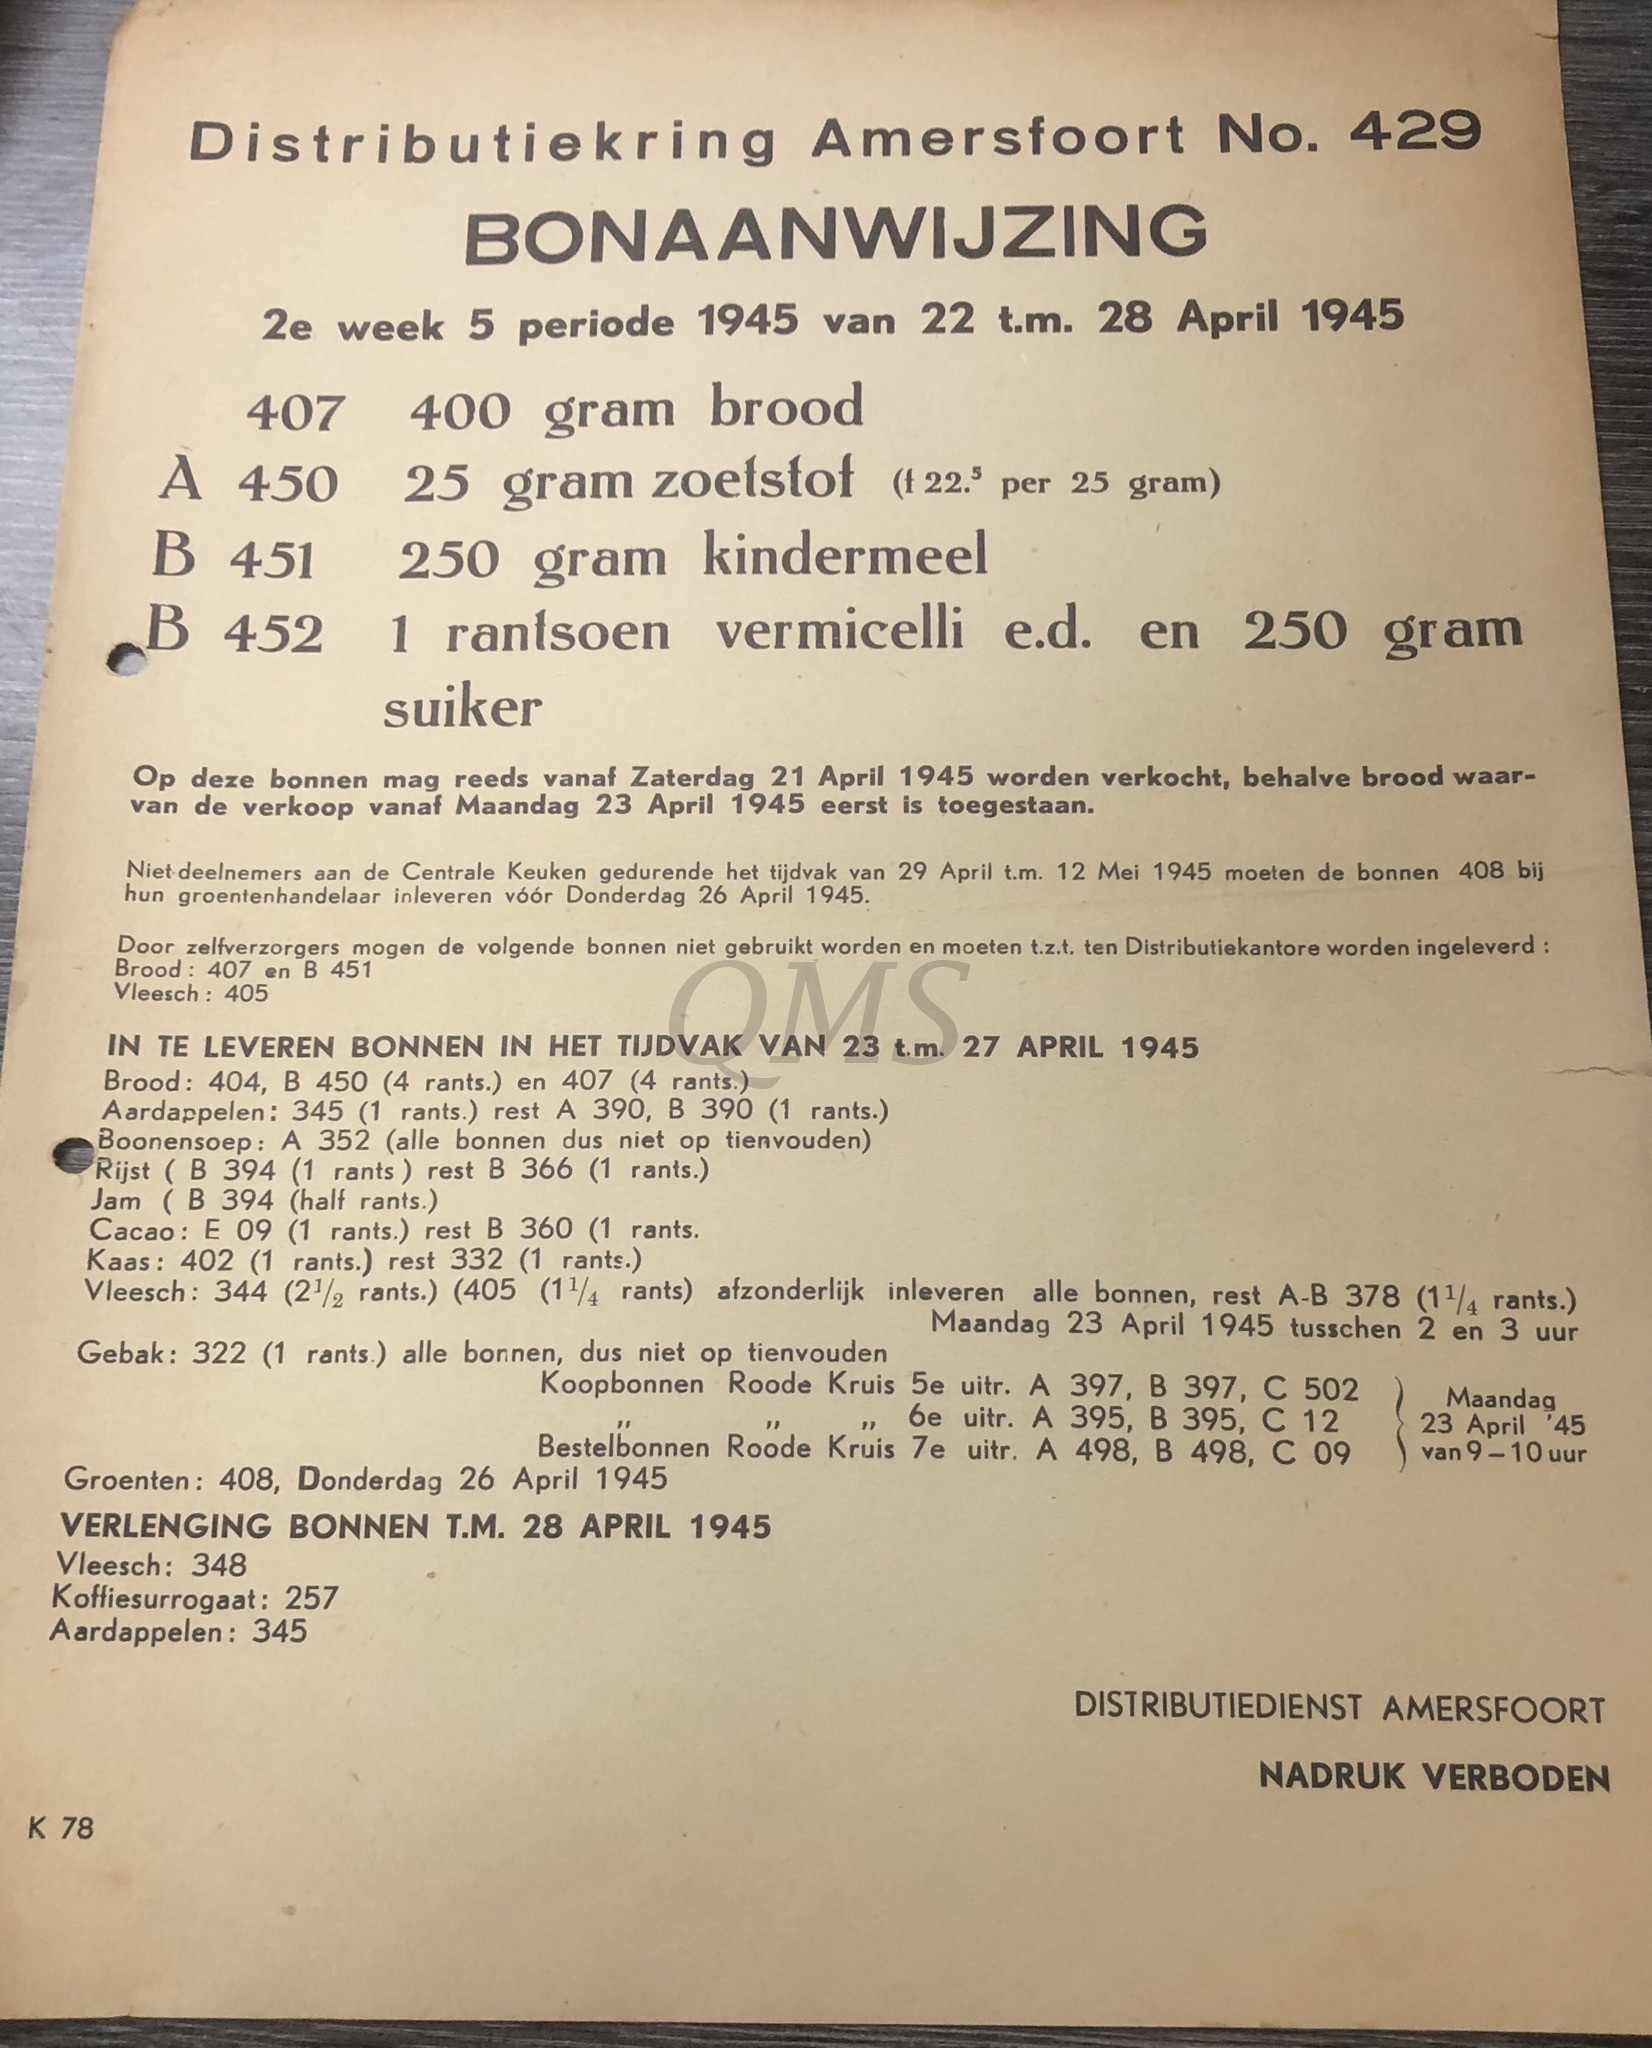 Distributiekring Amersfoort No. 429
BONAANWIJZING
2e week 5 periode 1945 van 22 t.m. 28 April 1945
407 400 gram brood
A 450 25 gram zoetstof (f 22.⁵ per 25 gram)
B 451 250 gram kindermeel
B 452 1 rantsoen vermicelli e.d. en 250 gram
suiker
Op deze bonnen mag reeds vanaf Zaterdag 21 April 1945 worden verkocht, behalve brood waar-
van de verkoop vanaf Maandag 23 April 1945 eerst is toegestaan.
Niet-deelnemers aan de Centrale Keuken gedurende het tijdvak van 29 April t.m. 12 Mei 1945 moeten de bonnen 408 bij
hun groentenhandelaar inleveren vóór Donderdag 26 April 1945.
Door zelfverzorgers mogen de volgende bonnen niet gebruikt worden en moeten t.z.t. ten Distributiekantore worden ingeleverd :
Brood : 407 en B 451
Vleesch : 405
QMS
IN TE LEVEREN BONNEN IN HET TIJDVAK VAN 23 t.m. 27 APRIL 1945
Brood : 404, B 450 (4 rants.) en 407 (4 rants.)
Aardappelen : 345 (1 rants.) rest A 390, B 390 (1 rants.)
Boonensoep : A 352 (alle bonnen dus niet op tienvouden)
Rijst ( B 394 (1 rants ) rest B 366 (1 rants.)
Jam ( B 394 (half rants.)
Cacao : E 09 (1 rants.) rest B 360 (1 rants.
Kaas : 402 (1 rants.) rest 332 (1 rants.)
Vleesch : 344 (2½ rants.) (405 (1¼ rants) afzonderlijk inleveren alle bonnen, rest A-B 378 (1¼ rants.)
Maandag 23 April 1945 tusschen 2 en 3 uur
Gebak : 322 (1 rants.) alle bonnen, dus niet op tienvouden
Koopbonnen Roode Kruis 5e uitr. A 397, B 397, C 502 ) Maandag
„ „ „ 6e uitr. A 395, B 395, C 12 } 23 April '45
Bestelbonnen Roode Kruis 7e uitr. A 498, B 498, C 09 ) van 9 – 10 uur
Groenten : 408, Donderdag 26 April 1945
VERLENGING BONNEN T.M. 28 APRIL 1945
Vleesch : 348
Koffiesurrogaat : 257
Aardappelen : 345
DISTRIBUTIEDIENST AMERSFOORT
NADRUK VERBODEN
K 78